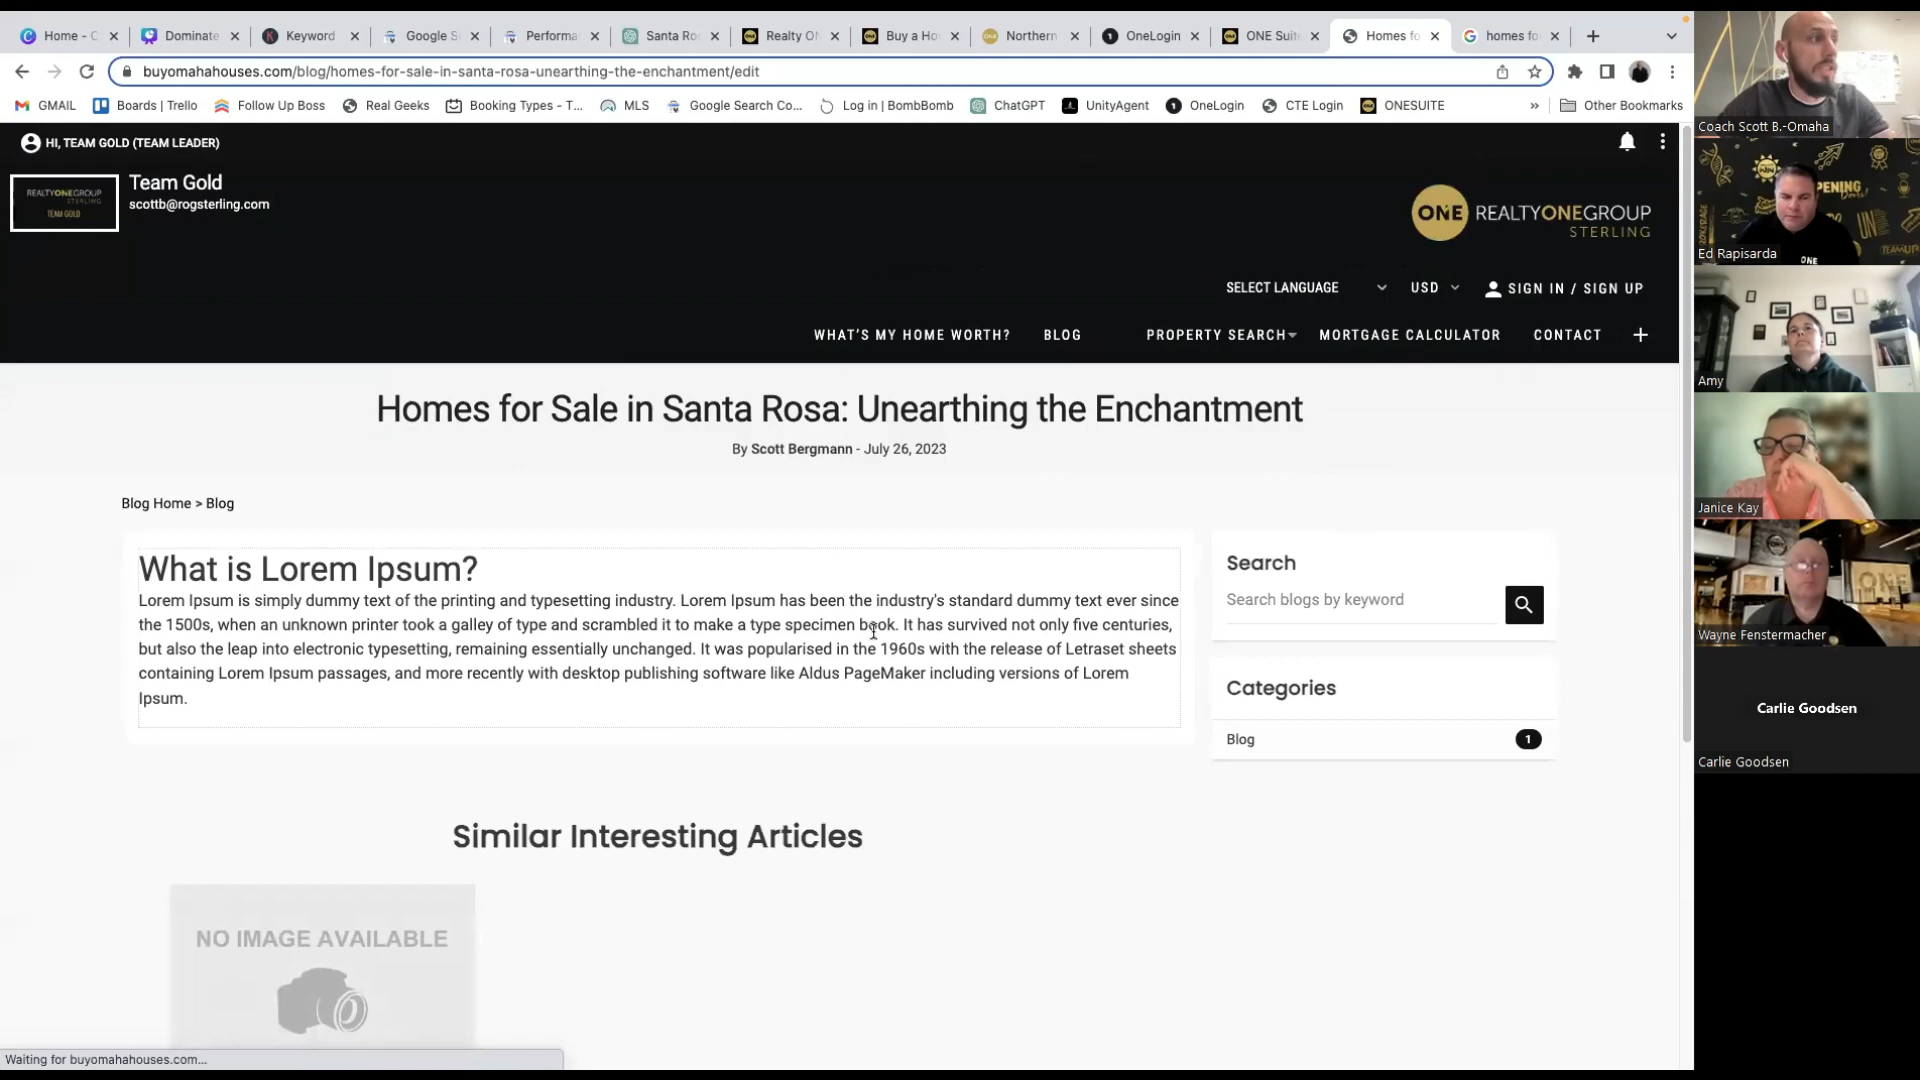 Home - C
Dominate
Keyword
Google S
Performa
Santa Ro
Realty ON
Buy a Ho
Northern
OneLogin
ONE Suit
Homes fo
homes fo
buyomahahouses.com/blog/homes-for-sale-in-santa-rosa-unearthing-the-enchantment/edit
GMAIL
Boards | Trello
Follow Up Boss
Real Geeks
Booking Types - T...
MLS
Google Search Co...
Log in | BombBomb
ChatGPT
UnityAgent
OneLogin
CTE Login
ONESUITE
»
Other Bookmarks
HI, TEAM GOLD (TEAM LEADER)
REALTYONEGROUP
STERLING
TEAM GOLD
Team Gold
scottb@rogsterling.com
ONE REALTYONEGROUP
STERLING
SELECT LANGUAGE
USD
SIGN IN / SIGN UP
WHAT'S MY HOME WORTH?
BLOG
PROPERTY SEARCH
MORTGAGE CALCULATOR
CONTACT
+
Homes for Sale in Santa Rosa: Unearthing the Enchantment
By Scott Bergmann - July 26, 2023
Blog Home > Blog
What is Lorem Ipsum?
Lorem Ipsum is simply dummy text of the printing and typesetting industry. Lorem Ipsum has been the industry's standard dummy text ever since
the 1500s, when an unknown printer took a galley of type and scrambled it to make a type specimen book. It has survived not only five centuries,
but also the leap into electronic typesetting, remaining essentially unchanged. It was popularised in the 1960s with the release of Letraset sheets
containing Lorem Ipsum passages, and more recently with desktop publishing software like Aldus PageMaker including versions of Lorem
Ipsum.
Search
Search blogs by keyword
Categories
Blog
1
Similar Interesting Articles
NO IMAGE AVAILABLE
Waiting for buyomahahouses.com...
Coach Scott B.-Omaha
Ed Rapisarda
Amy
Janice Kay
Wayne Fenstermacher
Carlie Goodsen
Carlie Goodsen